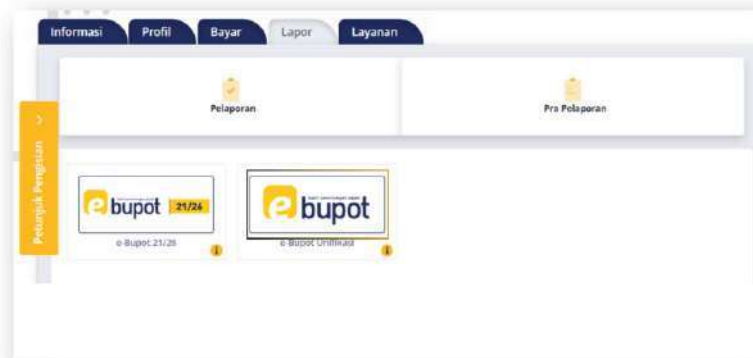 Informasi Profil Bayar Lapor Layanan
Pelaporan
Pra Pelaporan
Petunjuk Pengisian
e bupot 21/26
e bupot
e-Bupot 21/26
e-Bupot Unifikasi